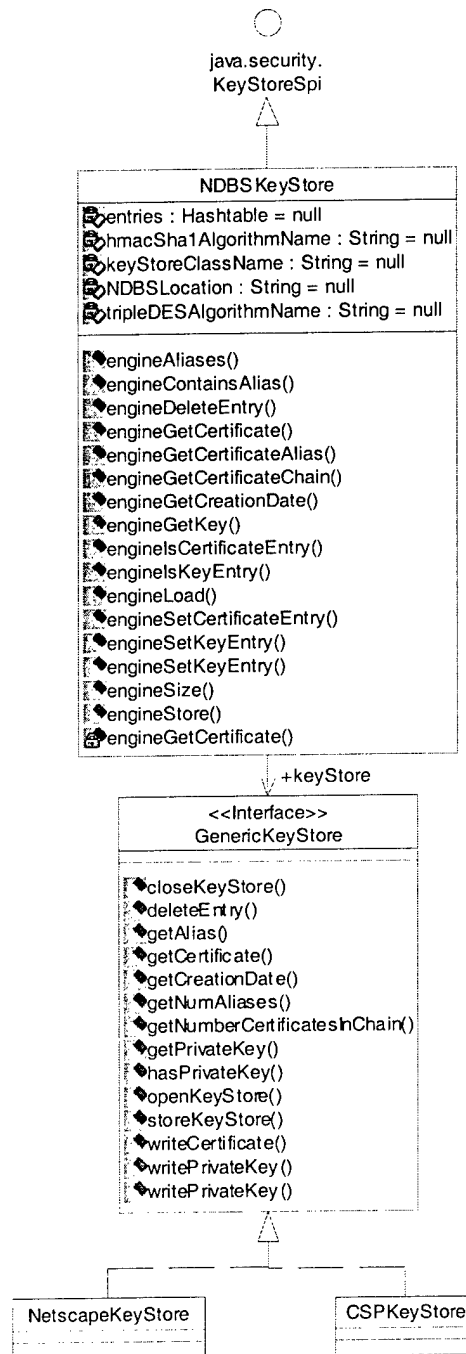 java.security.
KeyStoreSpi
NDBSKeyStore
entries : Hashtable = null
hmacSha1AlgorithmName : String = null
keyStoreClassName : String = null
NDBSLocation : String = null
tripleDESAlgorithmName : String = null
engineAliases()
engineContainsAlias()
engineDeleteEntry()
engineGetCertificate()
engineGetCertificateAlias()
engineGetCertificateChain()
engineGetCreationDate()
engineGetKey()
engineIsCertificateEntry()
engineIsKeyEntry()
engineLoad()
engineSetCertificateEntry()
engineSetKeyEntry()
engineSetKeyEntry()
engineSize()
engineStore()
engineGetCertificate()
+keyStore
<<Interface>>
GenericKeyStore
closeKeyStore()
deleteEntry()
getAlias()
getCertificate()
getCreationDate()
getNumAliases()
getNumberCertificatesInChain()
getPrivateKey()
hasPrivateKey()
openKeyStore()
storeKeyStore()
writeCertificate()
writePrivateKey()
writePrivateKey()
NetscapeKeyStore
CSPKeyStore